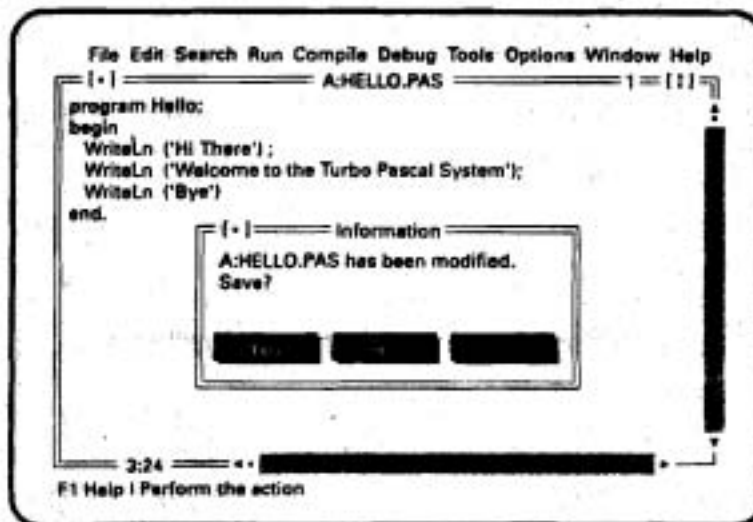 File Edit Search Run Compile Debug Tools Options Window Help
[▪] A:HELLO.PAS 1 [↕]
program Hello;
begin
WriteLn ('Hi There') ;
WriteLn ('Welcome to the Turbo Pascal System');
WriteLn ('Bye')
end.
[▪] Information
A:HELLO.PAS has been modified.
Save?
3:24
F1 Help | Perform the action